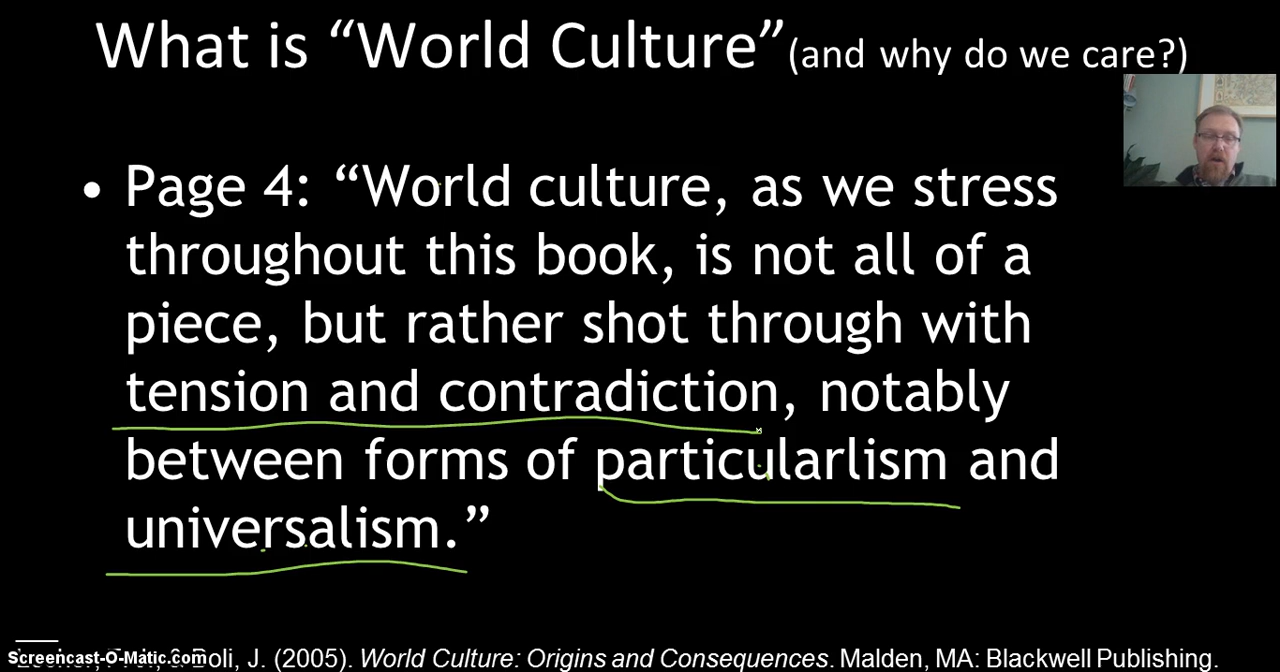 What is “World Culture”(and why do we care?)
• Page 4: “World culture, as we stress
throughout this book, is not all of a
piece, but rather shot through with
tension and contradiction, notably
between forms of particularlism and
universalism.”
Boli, J. (2005). World Culture: Origins and Consequences. Malden, MA: Blackwell Publishing.
Screencast-O-Matic.com